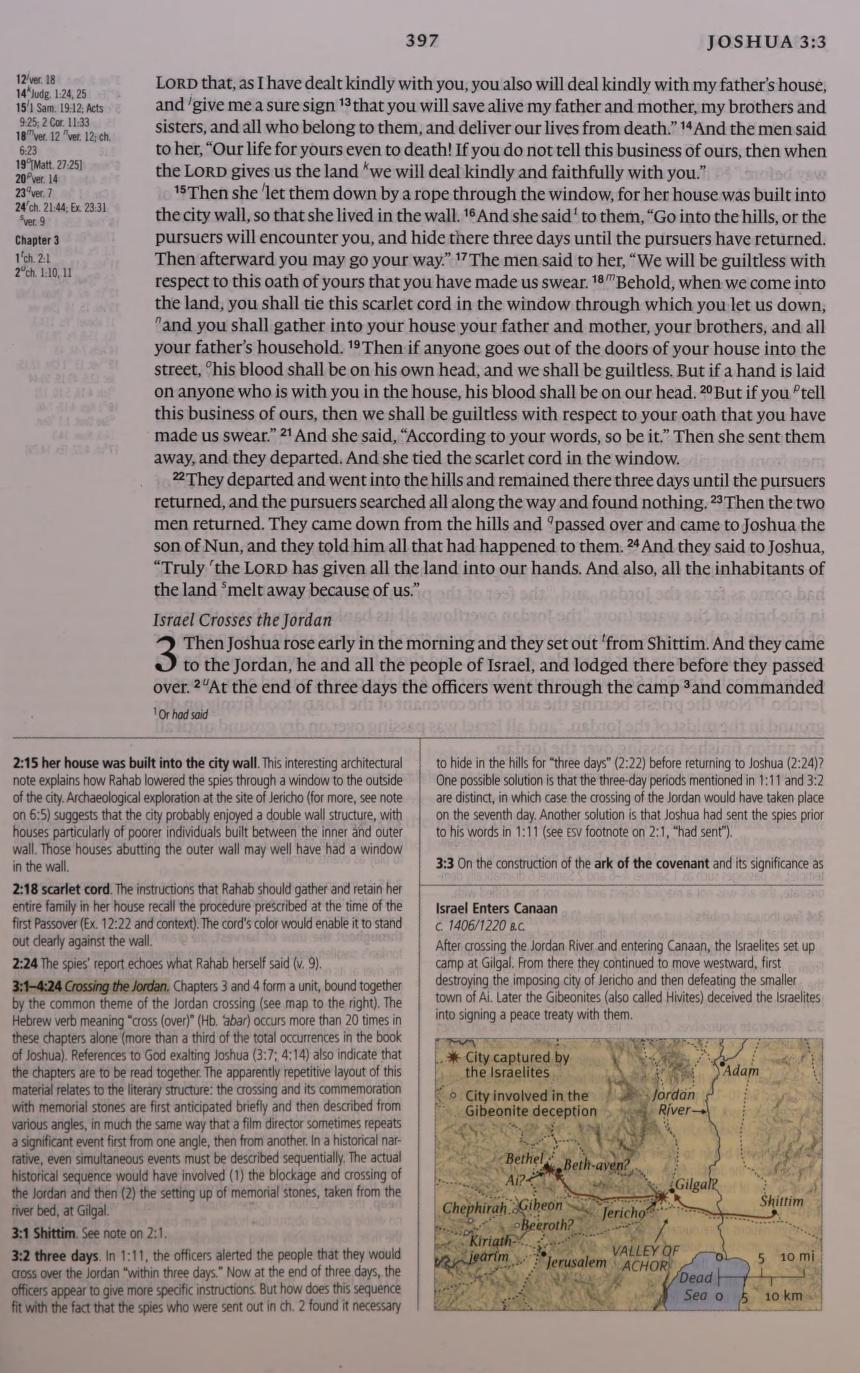 397 JOSHUA 3:3
12 j ver. 18
14 k Judg. 1:24, 25
15 l 1 Sam. 19:12; Acts
9:25; 2 Cor. 11:33
18 m ver. 12 n ver. 12; ch.
6:23
19 o [Matt. 27:25]
20 p ver. 14
23 q ver. 7
24 r ch. 21:44; Ex. 23:31
s ver. 9
Chapter 3
1 t ch. 2:1
2 u ch. 1:10, 11
LORD that, as I have dealt kindly with you, you also will deal kindly with my father's house,
and j give me a sure sign 13 that you will save alive my father and mother, my brothers and
sisters, and all who belong to them, and deliver our lives from death.” 14 And the men said
to her, “Our life for yours even to death! If you do not tell this business of ours, then when
the LORD gives us the land k we will deal kindly and faithfully with you.”
15 Then she l let them down by a rope through the window, for her house was built into
the city wall, so that she lived in the wall. 16 And she said 1 to them, “Go into the hills, or the
pursuers will encounter you, and hide there three days until the pursuers have returned.
Then afterward you may go your way.” 17 The men said to her, “We will be guiltless with
respect to this oath of yours that you have made us swear. 18 m Behold, when we come into
the land, you shall tie this scarlet cord in the window through which you let us down,
n and you shall gather into your house your father and mother, your brothers, and all
your father's household. 19 Then if anyone goes out of the doors of your house into the
street, o his blood shall be on his own head, and we shall be guiltless. But if a hand is laid
on anyone who is with you in the house, his blood shall be on our head. 20 But if you p tell
this business of ours, then we shall be guiltless with respect to your oath that you have
made us swear.” 21 And she said, “According to your words, so be it.” Then she sent them
away, and they departed. And she tied the scarlet cord in the window.
22 They departed and went into the hills and remained there three days until the pursuers
returned, and the pursuers searched all along the way and found nothing. 23 Then the two
men returned. They came down from the hills and q passed over and came to Joshua the
son of Nun, and they told him all that had happened to them. 24 And they said to Joshua,
“Truly r the LORD has given all the land into our hands. And also, all the inhabitants of
the land s melt away because of us.”
Israel Crosses the Jordan
3 Then Joshua rose early in the morning and they set out t from Shittim. And they came
to the Jordan, he and all the people of Israel, and lodged there before they passed
over. 2 u At the end of three days the officers went through the camp 3 and commanded
1 Or had said
2:15 her house was built into the city wall. This interesting architectural
note explains how Rahab lowered the spies through a window to the outside
of the city. Archaeological exploration at the site of Jericho (for more, see note
on 6:5) suggests that the city probably enjoyed a double wall structure, with
houses particularly of poorer individuals built between the inner and outer
wall. Those houses abutting the outer wall may well have had a window
in the wall.
2:18 scarlet cord. The instructions that Rahab should gather and retain her
entire family in her house recall the procedure prescribed at the time of the
first Passover (Ex. 12:22 and context). The cord's color would enable it to stand
out clearly against the wall.
2:24 The spies' report echoes what Rahab herself said (v. 9).
3:1–4:24 Crossing the Jordan. Chapters 3 and 4 form a unit, bound together
by the common theme of the Jordan crossing (see map to the right). The
Hebrew verb meaning “cross (over)” (Hb. ‘abar) occurs more than 20 times in
these chapters alone (more than a third of the total occurrences in the book
of Joshua). References to God exalting Joshua (3:7; 4:14) also indicate that
the chapters are to be read together. The apparently repetitive layout of this
material relates to the literary structure: the crossing and its commemoration
with memorial stones are first anticipated briefly and then described from
various angles, in much the same way that a film director sometimes repeats
a significant event first from one angle, then from another. In a historical nar-
rative, even simultaneous events must be described sequentially. The actual
historical sequence would have involved (1) the blockage and crossing of
the Jordan and then (2) the setting up of memorial stones, taken from the
river bed, at Gilgal.
3:1 Shittim. See note on 2:1.
3:2 three days. In 1:11, the officers alerted the people that they would
cross over the Jordan “within three days.” Now at the end of three days, the
officers appear to give more specific instructions. But how does this sequence
fit with the fact that the spies who were sent out in ch. 2 found it necessary
to hide in the hills for “three days” (2:22) before returning to Joshua (2:24)?
One possible solution is that the three-day periods mentioned in 1:11 and 3:2
are distinct, in which case the crossing of the Jordan would have taken place
on the seventh day. Another solution is that Joshua had sent the spies prior
to his words in 1:11 (see ESV footnote on 2:1, “had sent”).
3:3 On the construction of the ark of the covenant and its significance as
Israel Enters Canaan
c. 1406/1220 B.C.
After crossing the Jordan River and entering Canaan, the Israelites set up
camp at Gilgal. From there they continued to move westward, first
destroying the imposing city of Jericho and then defeating the smaller
town of Ai. Later the Gibeonites (also called Hivites) deceived the Israelites
into signing a peace treaty with them.
City captured by
the Israelites
City involved in the
Gibeonite deception
Adam
Jordan
River
Bethel
Beth-aven?
Ai?
Gilgal?
Shittim
Chephirah
Gibeon
Jericho
Beeroth?
Kiriath-
jearim
Jerusalem
VALLEY OF
ACHOR
Dead
Sea
5 10 mi
0
0 5 10 km